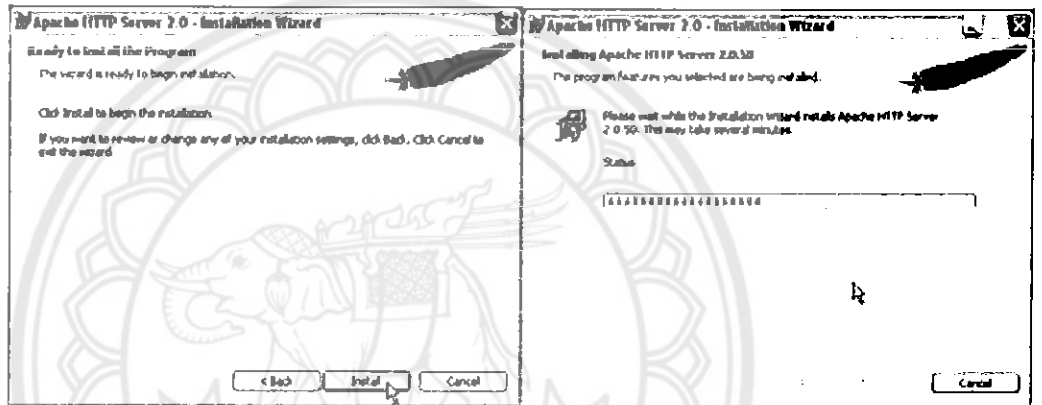 Apache HTTP Server 2.0 - Installation Wizard
Ready to Install the Program
The wizard is ready to begin installation.
Click Install to begin the installation.
If you want to review or change any of your installation settings, click Back. Click Cancel to
exit the wizard.
< Back
Install
Cancel
Apache HTTP Server 2.0 - Installation Wizard
Installing Apache HTTP Server 2.0.50
The program features you selected are being installed.
Please wait while the Installation Wizard installs Apache HTTP Server
2.0.50. This may take several minutes.
Status
Cancel